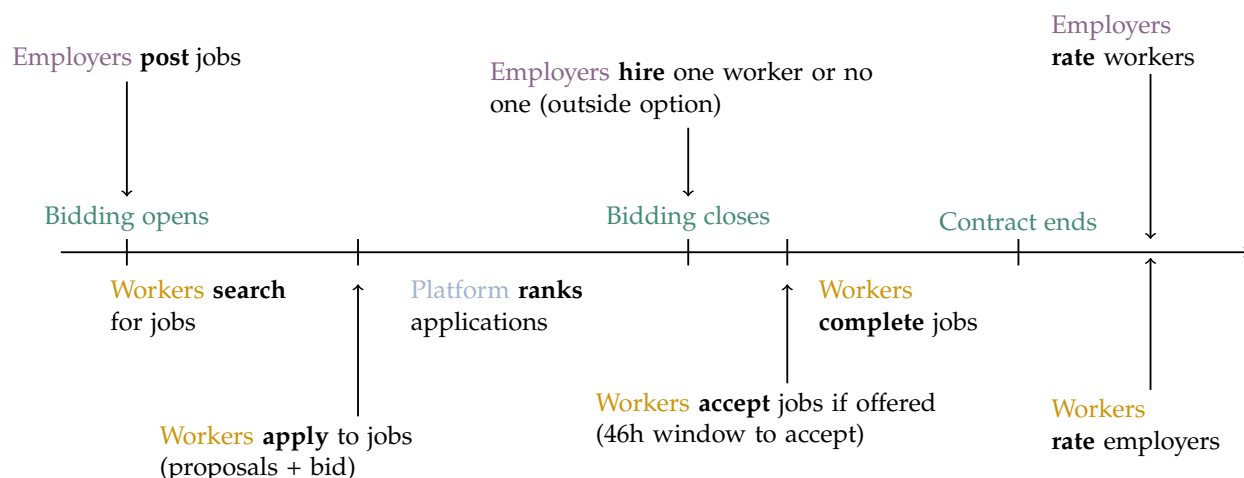 Employers post jobs
Employers hire one worker or no
one (outside option)
Employers
rate workers
Bidding opens
Bidding closes
Contract ends
Workers search
for jobs
Platform ranks
applications
Workers
complete jobs
Workers apply to jobs
(proposals + bid)
Workers accept jobs if offered
(46h window to accept)
Workers
rate employers